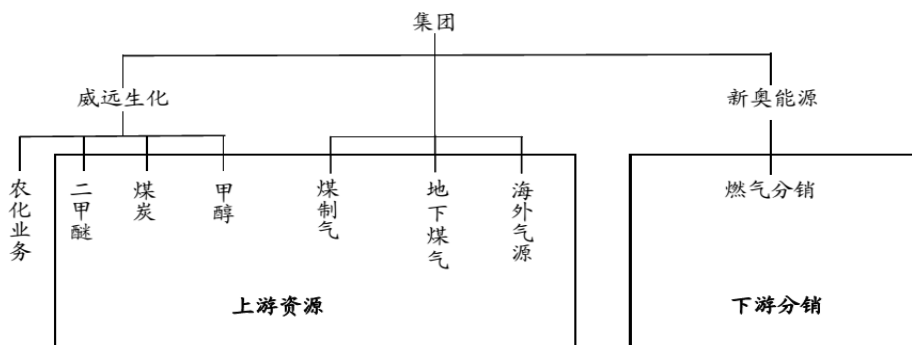 集团
威远生化
新奥能源
农化业务
二甲醚
煤炭
甲醇
煤制气
地下煤气
海外气源
燃气分销
上游资源
下游分销